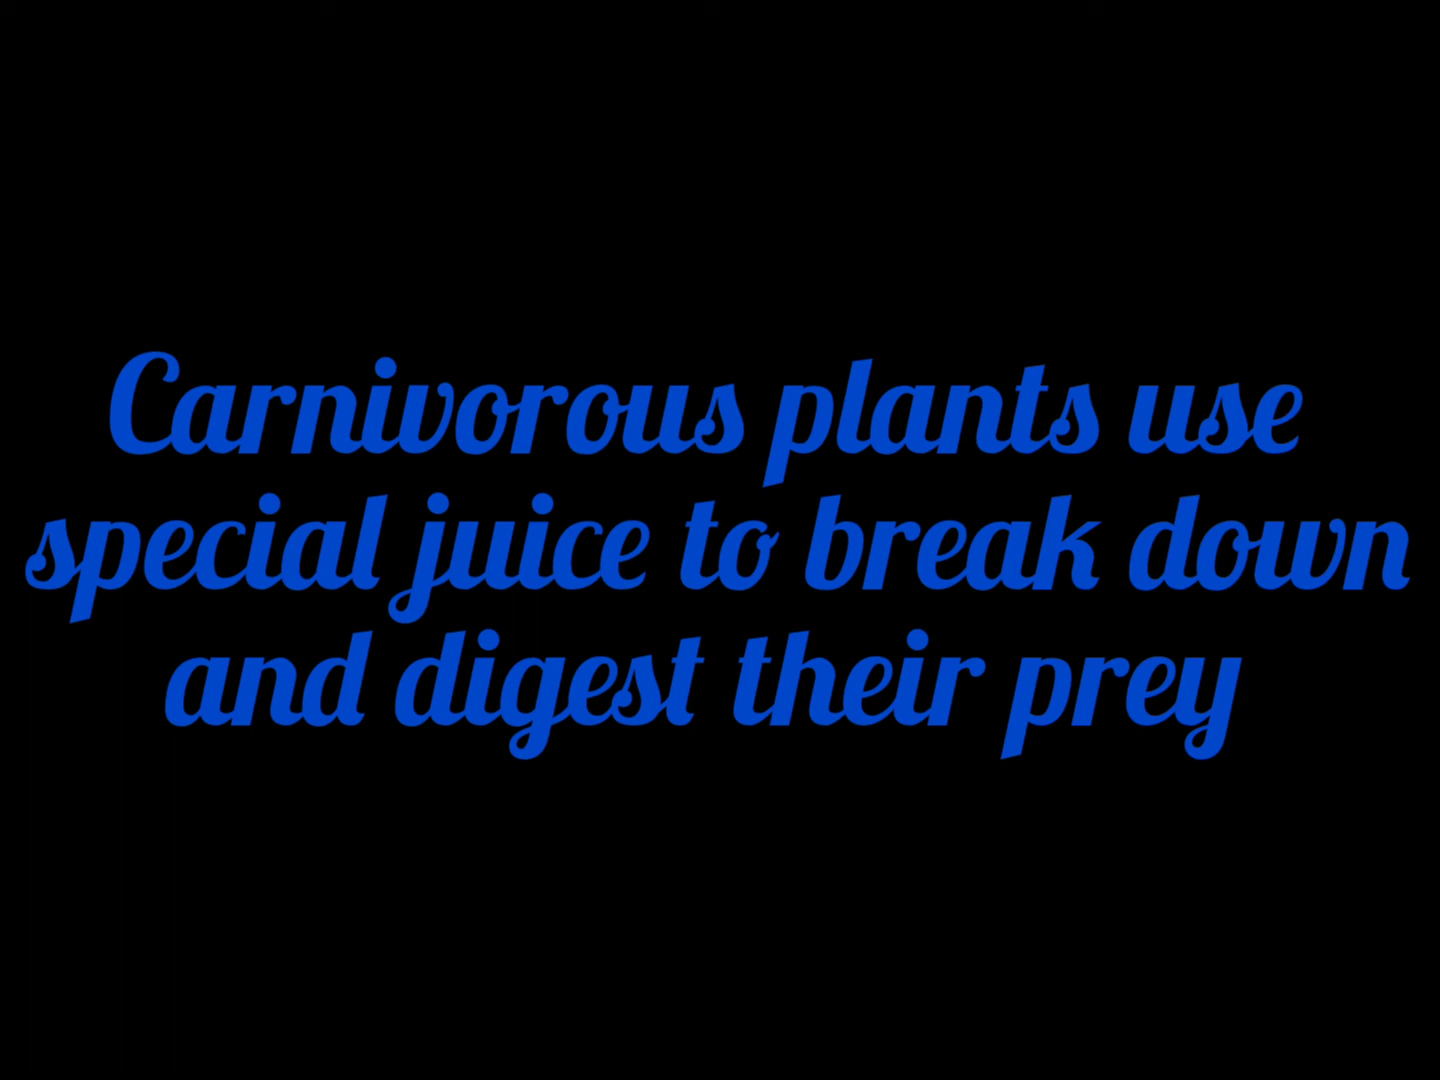 Carnivorous plants use
special juice to break down
and digest their prey